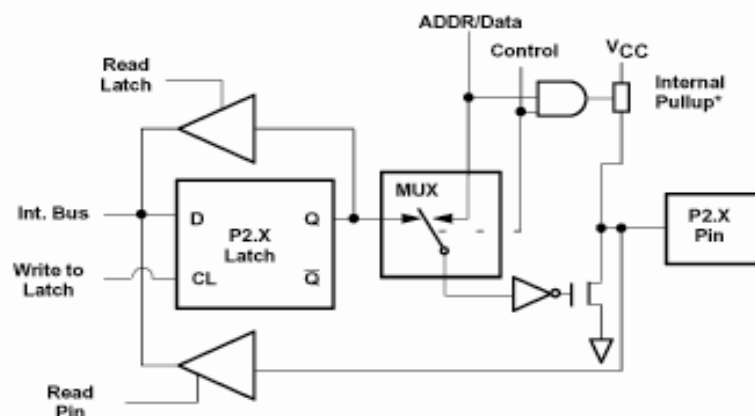 ADDR/Data
Control
VCC
Read
Latch
Internal
Pullup*
MUX
Int. Bus
D
Q
P2.X
Latch
P2.X
Pin
Write to
Latch
CL
Q̅
Read
Pin